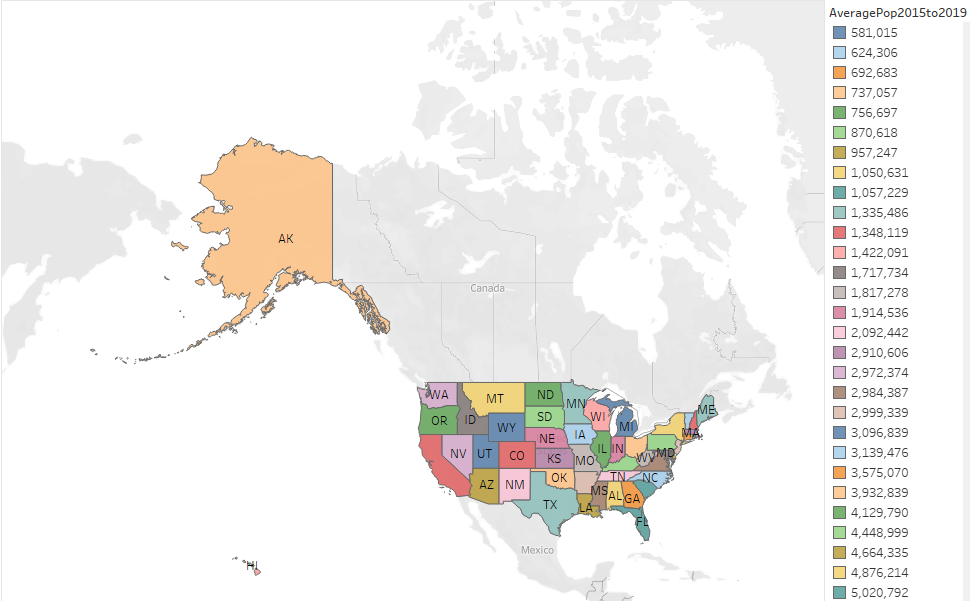 AveragePop2015to2019
581,015
624,306
692,683
737,057
756,697
870,618
957,247
1,050,631
1,057,229
1,335,486
1,348,119
1,422,091
1,717,734
1,817,278
1,914,536
2,092,442
2,910,606
2,972,374
2,984,387
2,999,339
3,096,839
3,139,476
3,575,070
3,932,839
4,129,790
4,448,999
4,664,335
4,876,214
5,020,792
AK
Canada
WA
MT
ND
MN
ME
OR
ID
SD
WI
MI
MA
WY
IA
NE
NV
UT
CO
KS
MO
IL
IN
WV
MD
AZ
NM
OK
TN
NC
TX
MS
AL
GA
LA
FL
Mexico
HI